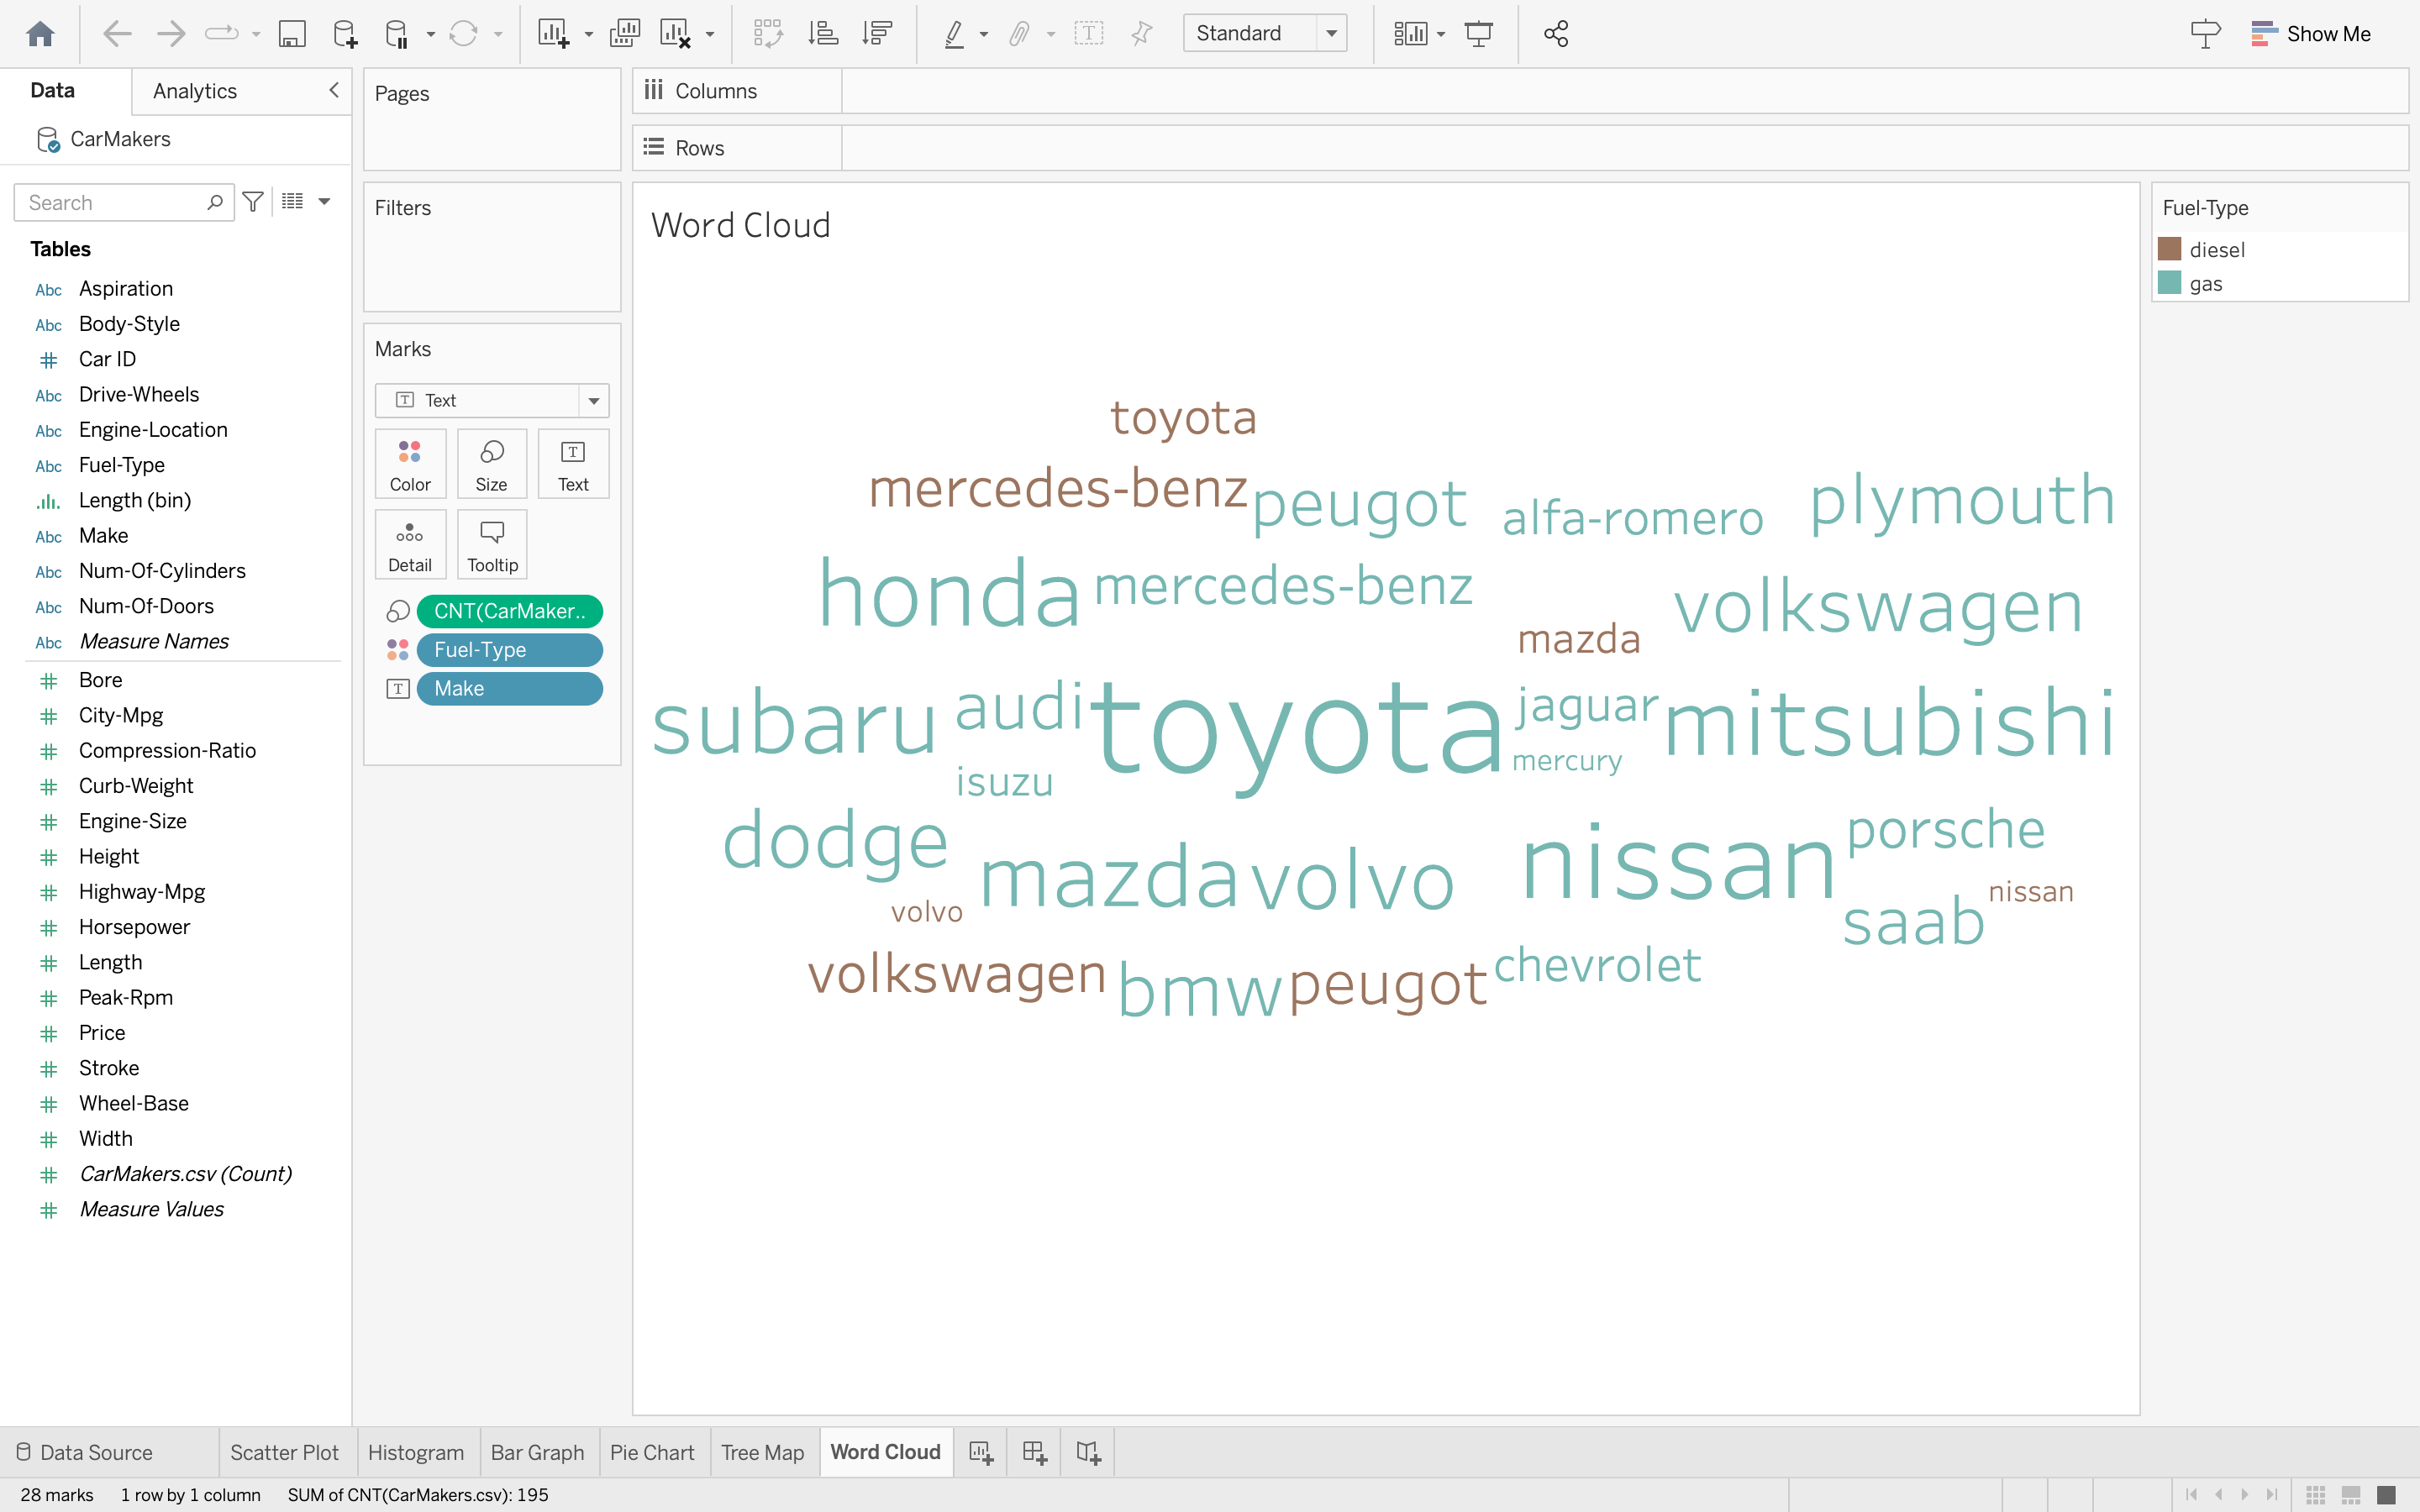 Standard
Show Me
Data
Analytics
CarMakers
Search
Tables
Abc Aspiration
Abc Body-Style
Car ID
Abc Drive-Wheels
Abc Engine-Location
Abc Fuel-Type
Length (bin)
Abc Make
Abc Num-Of-Cylinders
Abc Num-Of-Doors
Abc Measure Names
Bore
City-Mpg
Compression-Ratio
Curb-Weight
Engine-Size
Height
Highway-Mpg
Horsepower
Length
Peak-Rpm
Price
Stroke
Wheel-Base
Width
CarMakers.csv (Count)
Measure Values
Pages
Filters
Marks
T Text
Color
Size
T Text
Detail
Tooltip
CNT(CarMaker..
Fuel-Type
T Make
Columns
Rows
Word Cloud
toyota
mercedes-benz
peugot
alfa-romero
plymouth
honda
mercedes-benz
volkswagen
mazda
subaru
audi
toyota
jaguar
mitsubishi
mercury
isuzu
dodge
mazda
volvo
nissan
porsche
nissan
saab
volvo
volkswagen
bmw
peugot
chevrolet
Fuel-Type
diesel
gas
Data Source
Scatter Plot
Histogram
Bar Graph
Pie Chart
Tree Map
Word Cloud
28 marks 1 row by 1 column SUM of CNT(CarMakers.csv): 195